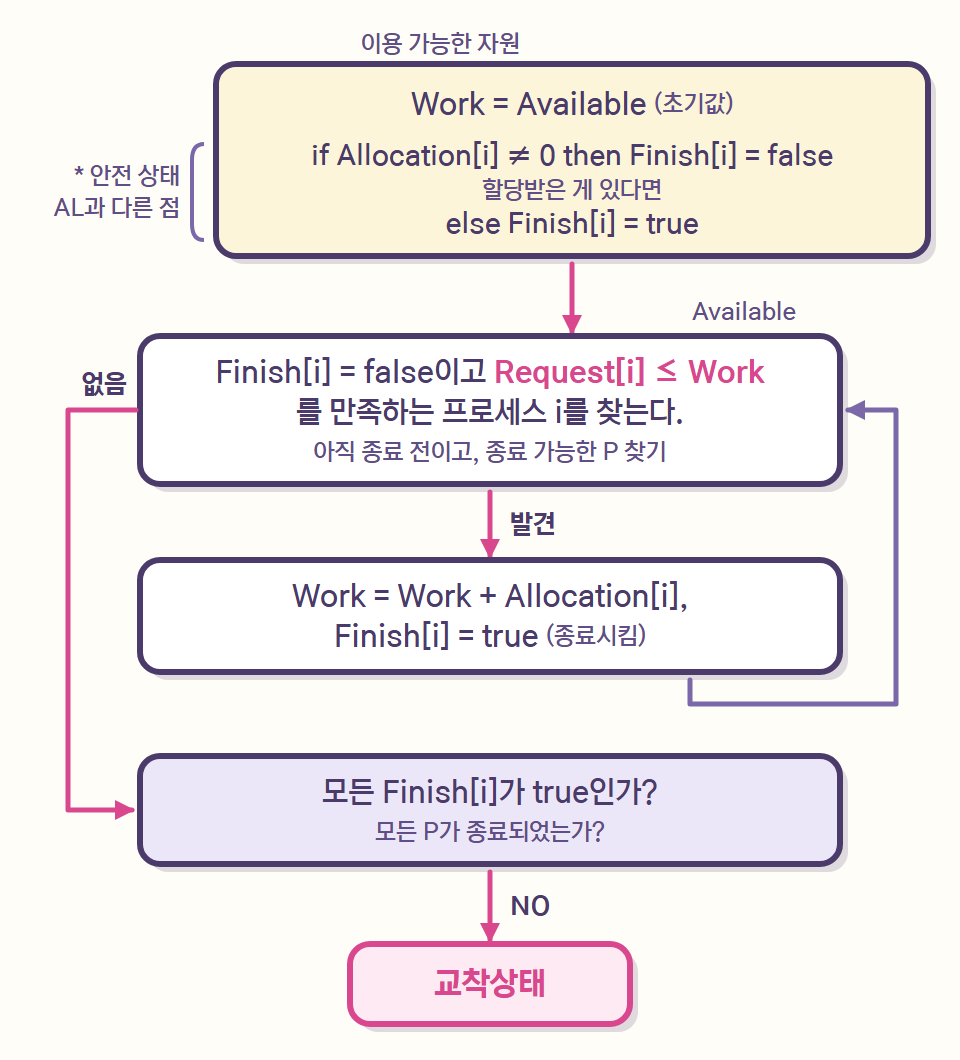 이용 가능한 자원
Work = Available (초기값)
if Allocation[i] ≠ 0 then Finish[i] = false
할당받은 게 있다면
else Finish[i] = true
* 안전 상태
AL과 다른 점
Available
Finish[i] = false이고 Request[i] ≤ Work
를 만족하는 프로세스 i를 찾는다.
아직 종료 전이고, 종료 가능한 P 찾기
없음
발견
Work = Work + Allocation[i],
Finish[i] = true (종료시킴)
모든 Finish[i]가 true인가?
모든 P가 종료되었는가?
NO
교착상태